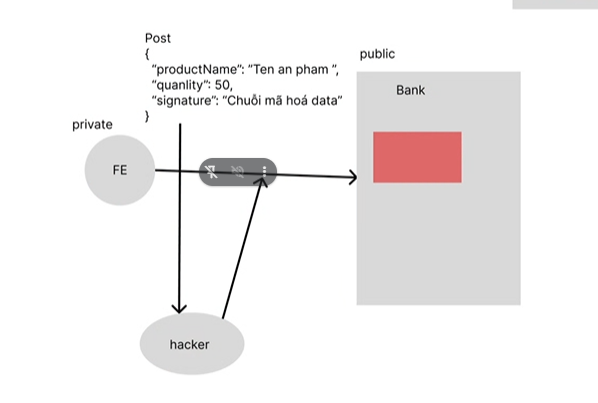 Post
{
"productName": "Ten an pham ",
"quanlity": 50,
"signature": "Chuỗi mã hoá data"
}
public
Bank
private
FE
hacker